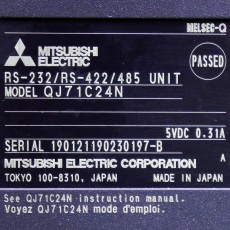 MELSEC-Q
MITSUBISHI
ELECTRIC
PASSED
RS-232/RS-422/485 UNIT
MODEL QJ71C24N
5VDC 0.31A
SERIAL 190121190230197-B
MITSUBISHI ELECTRIC CORPORATION A
TOKYO 100-8310, JAPAN MADE IN JAPAN
See QJ71C24N instruction manual.
Voyez QJ71C24N mode d'emploi.